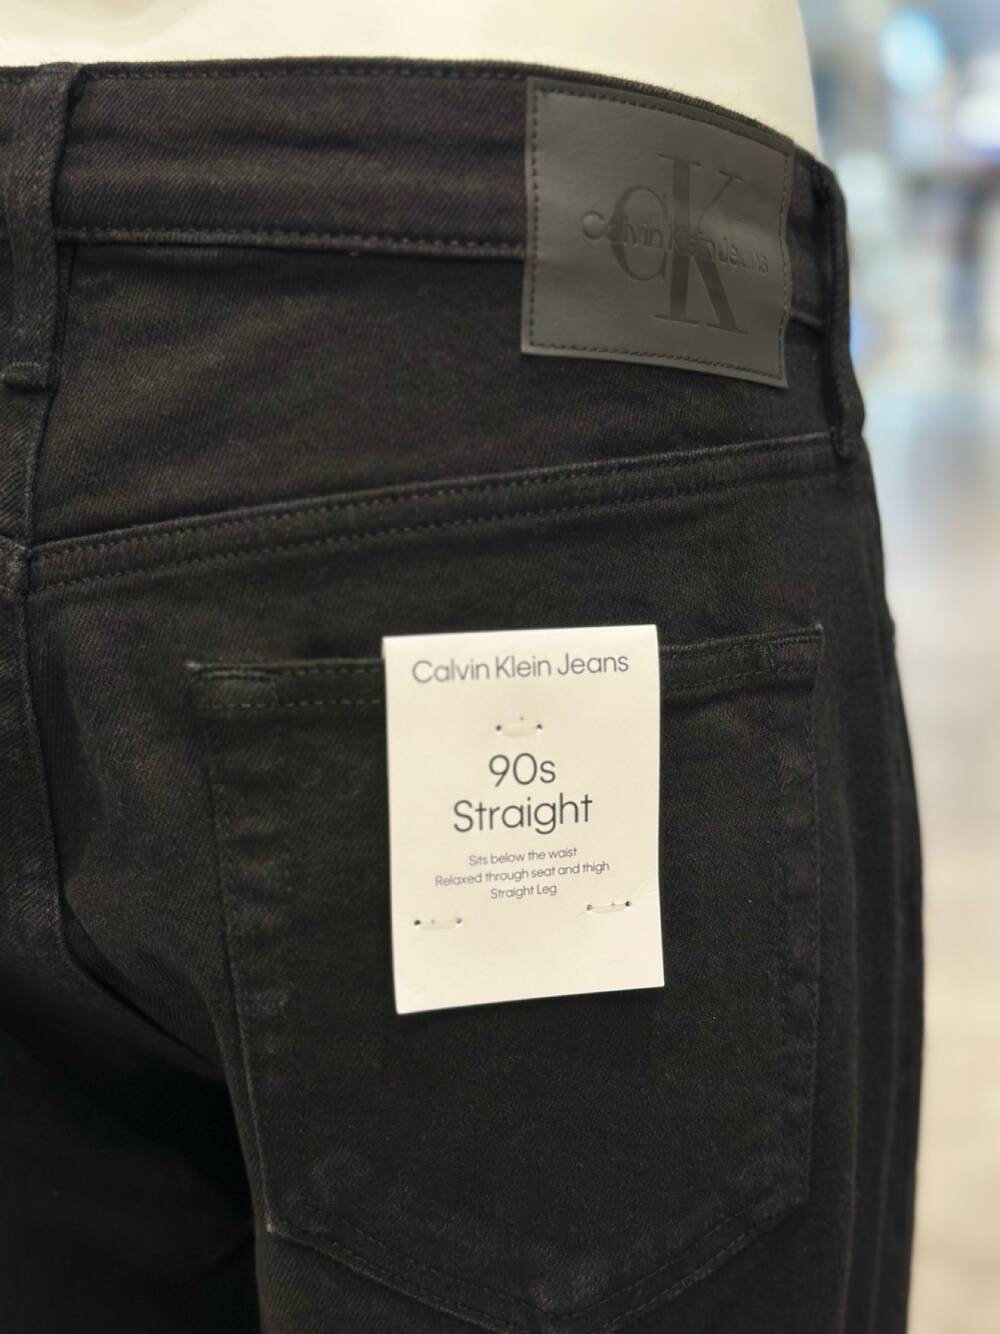 CK
Calvin Klein Jeans
Calvin Klein Jeans
90s
Straight
Sits below the waist
Relaxed through seat and thigh
Straight Leg